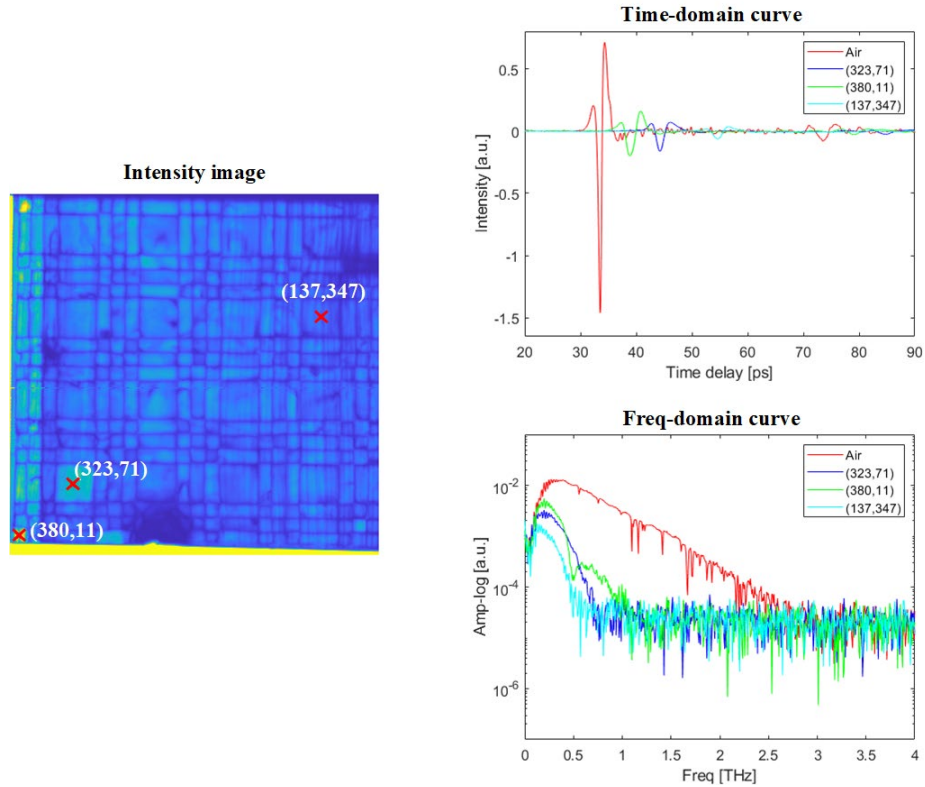 Intensity image
(137,347)
(323,71)
(380,11)
Time-domain curve
Intensity [a.u.]
0.5
0
-0.5
-1
-1.5
Air
(323,71)
(380,11)
(137,347)
20 30 40 50 60 70 80 90
Time delay [ps]
Freq-domain curve
Amp-log [a.u.]
10-2
10-4
10-6
Air
(323,71)
(380,11)
(137,347)
0 0.5 1 1.5 2 2.5 3 3.5 4
Freq [THz]